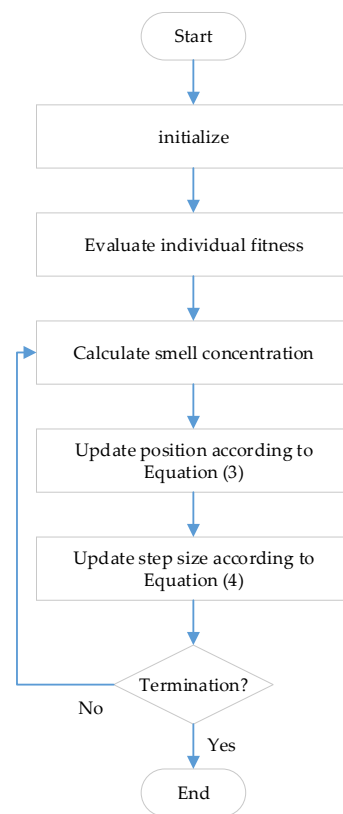 Start
initialize
Evaluate individual fitness
Calculate smell concentration
Update position according to
Equation (3)
Update step size according to
Equation (4)
Termination?
No
Yes
End